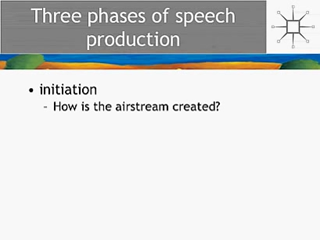 Three phases of speech
production
• initiation
– How is the airstream created?